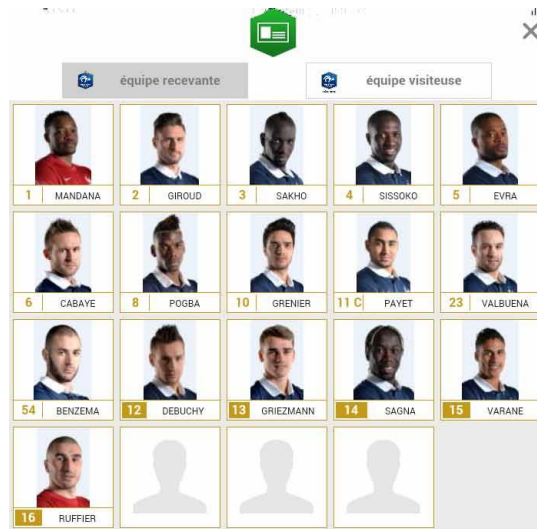 équipe recevante
équipe visiteuse
1 MANDANA
2 GIROUD
3 SAKHO
4 SISSOKO
5 EVRA
6 CABAYE
8 POGBA
10 GRENIER
11 C PAYET
23 VALBUENA
54 BENZEMA
12 DEBUCHY
13 GRIEZMANN
14 SAGNA
15 VARANE
16 RUFFIER